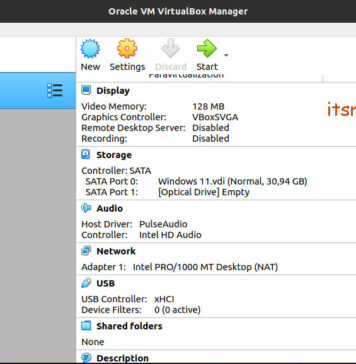 Oracle VM VirtualBox Manager
New Settings Discard Start
Paravirtualization
Display
Video Memory: 128 MB
Graphics Controller: VBoxSVGA
Remote Desktop Server: Disabled
Recording: Disabled
Storage
Controller: SATA
SATA Port 0: Windows 11.vdi (Normal, 30,94 GB)
SATA Port 1: [Optical Drive] Empty
Audio
Host Driver: PulseAudio
Controller: Intel HD Audio
Network
Adapter 1: Intel PRO/1000 MT Desktop (NAT)
USB
USB Controller: xHCI
Device Filters: 0 (0 active)
Shared folders
None
Description